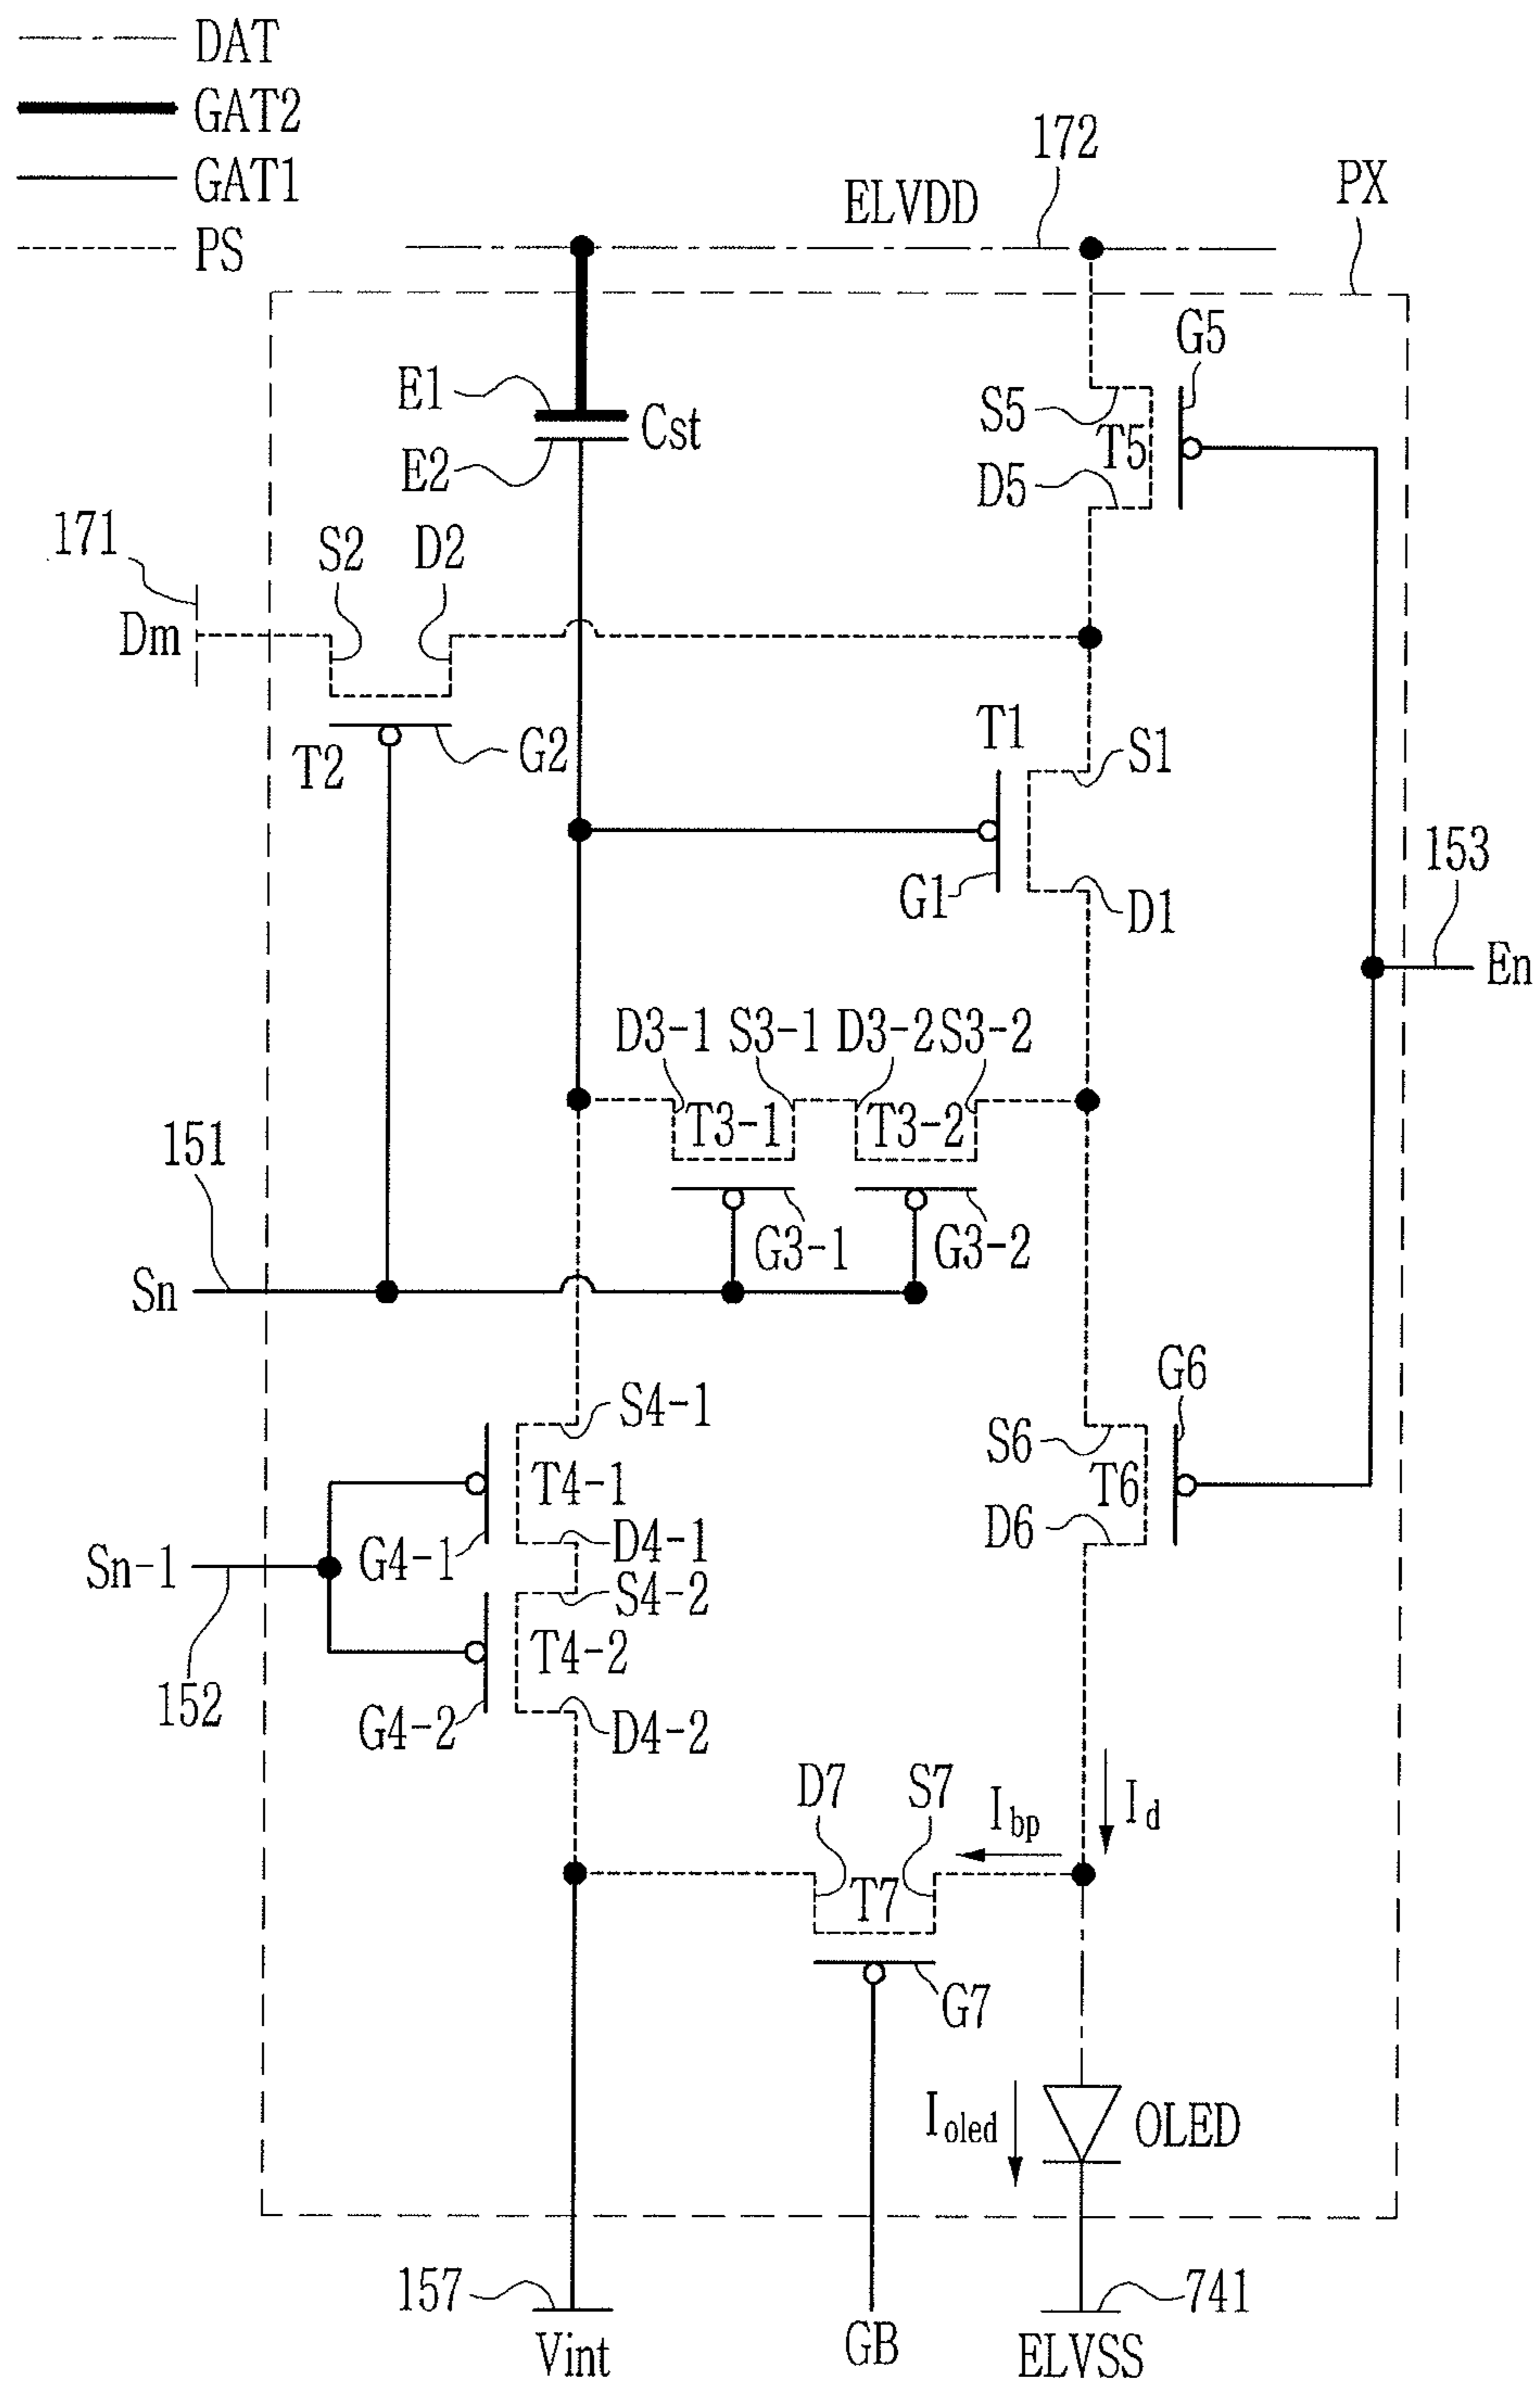 DAT
GAT2
GAT1
PS
172
ELVDD
PX
G5
E1
Cst
S5
T5
E2
D5
171
S2
D2
Dm
T1
S1
T2
G2
G1
D1
153
En
D3-1
S3-1
D3-2
S3-2
T3-1
T3-2
151
G3-1
G3-2
Sn
G6
S4-1
S6
T4-1
T6
D6
G4-1
D4-1
Sn-1
S4-2
T4-2
152
G4-2
D4-2
D7
S7
Ibp
Id
T7
G7
Ioled
OLED
157
741
Vint
GB
ELVSS